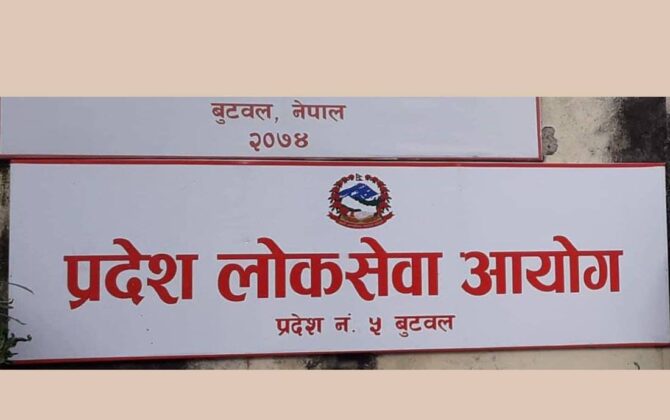 बुटवल, नेपाल
२०७४
प्रदेश लोकसेवा आयोग
प्रदेश नं. ५ बुटवल